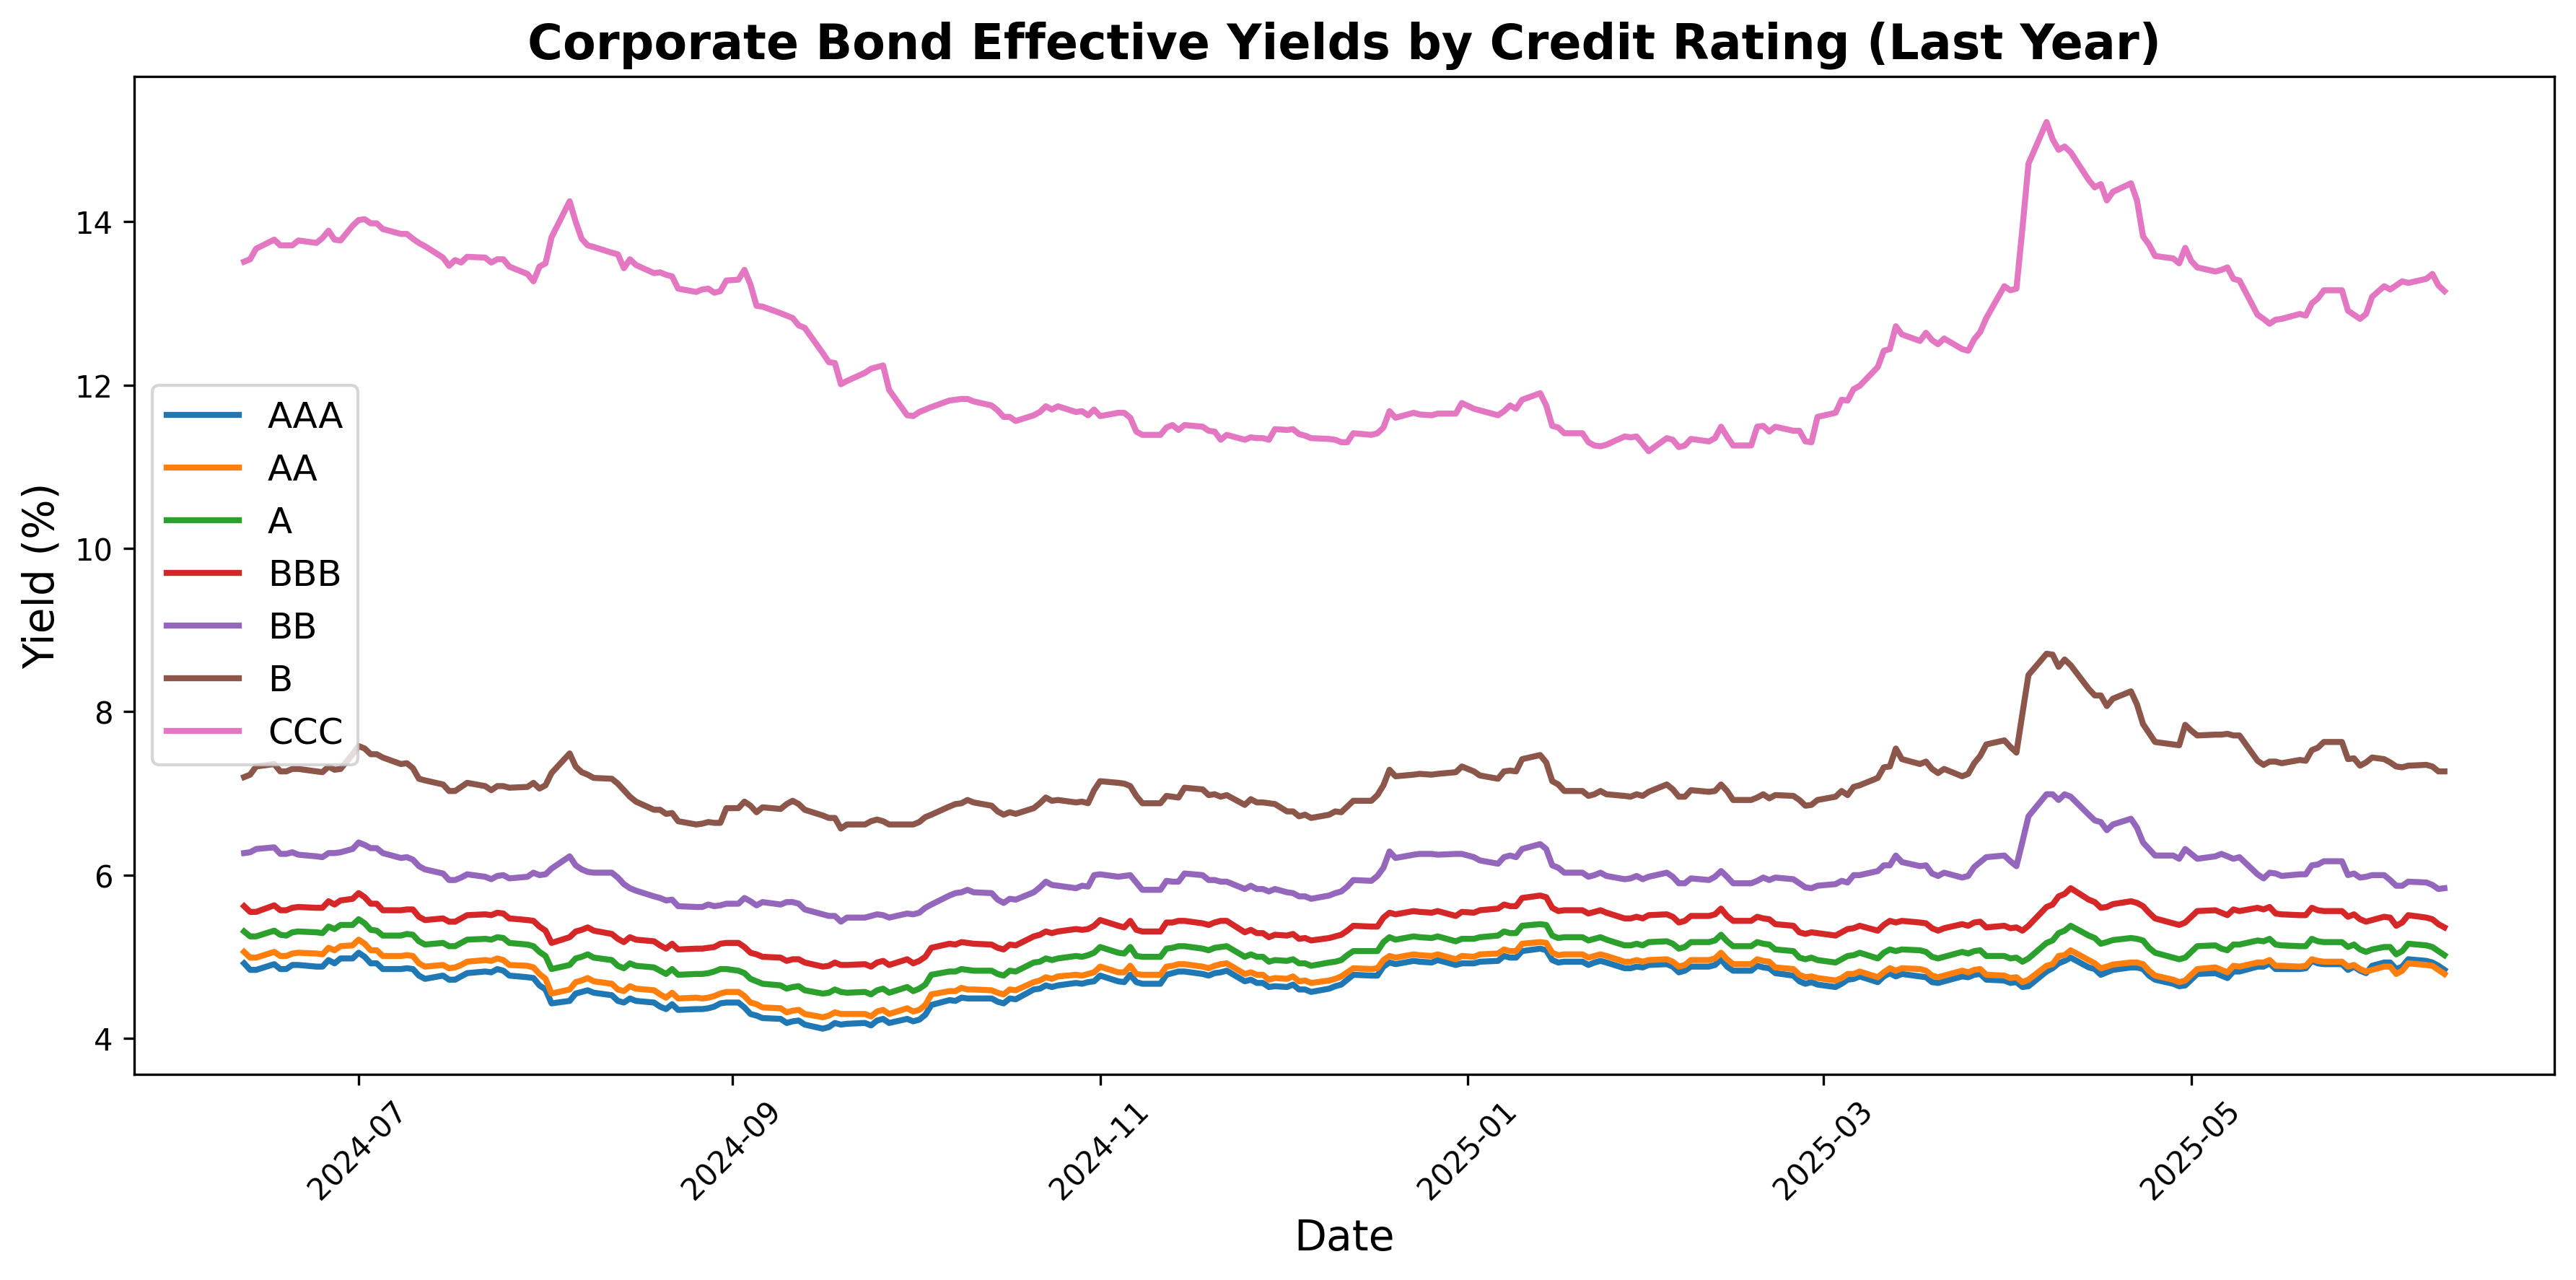 Corporate Bond Effective Yields by Credit Rating (Last Year)
Yield (%)
14
12
10
8
6
4
AAA
AA
A
BBB
BB
B
CCC
2024-07
2024-09
2024-11
2025-01
2025-03
2025-05
Date